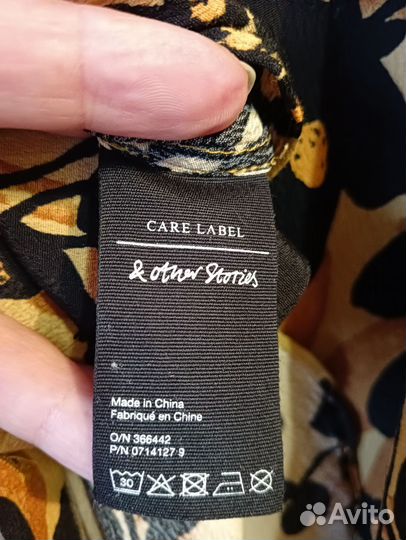 CARE LABEL
& other Stories
Made in China
Fabriqué en Chine
O/N 366442
P/N 0714127 9
30
Avito